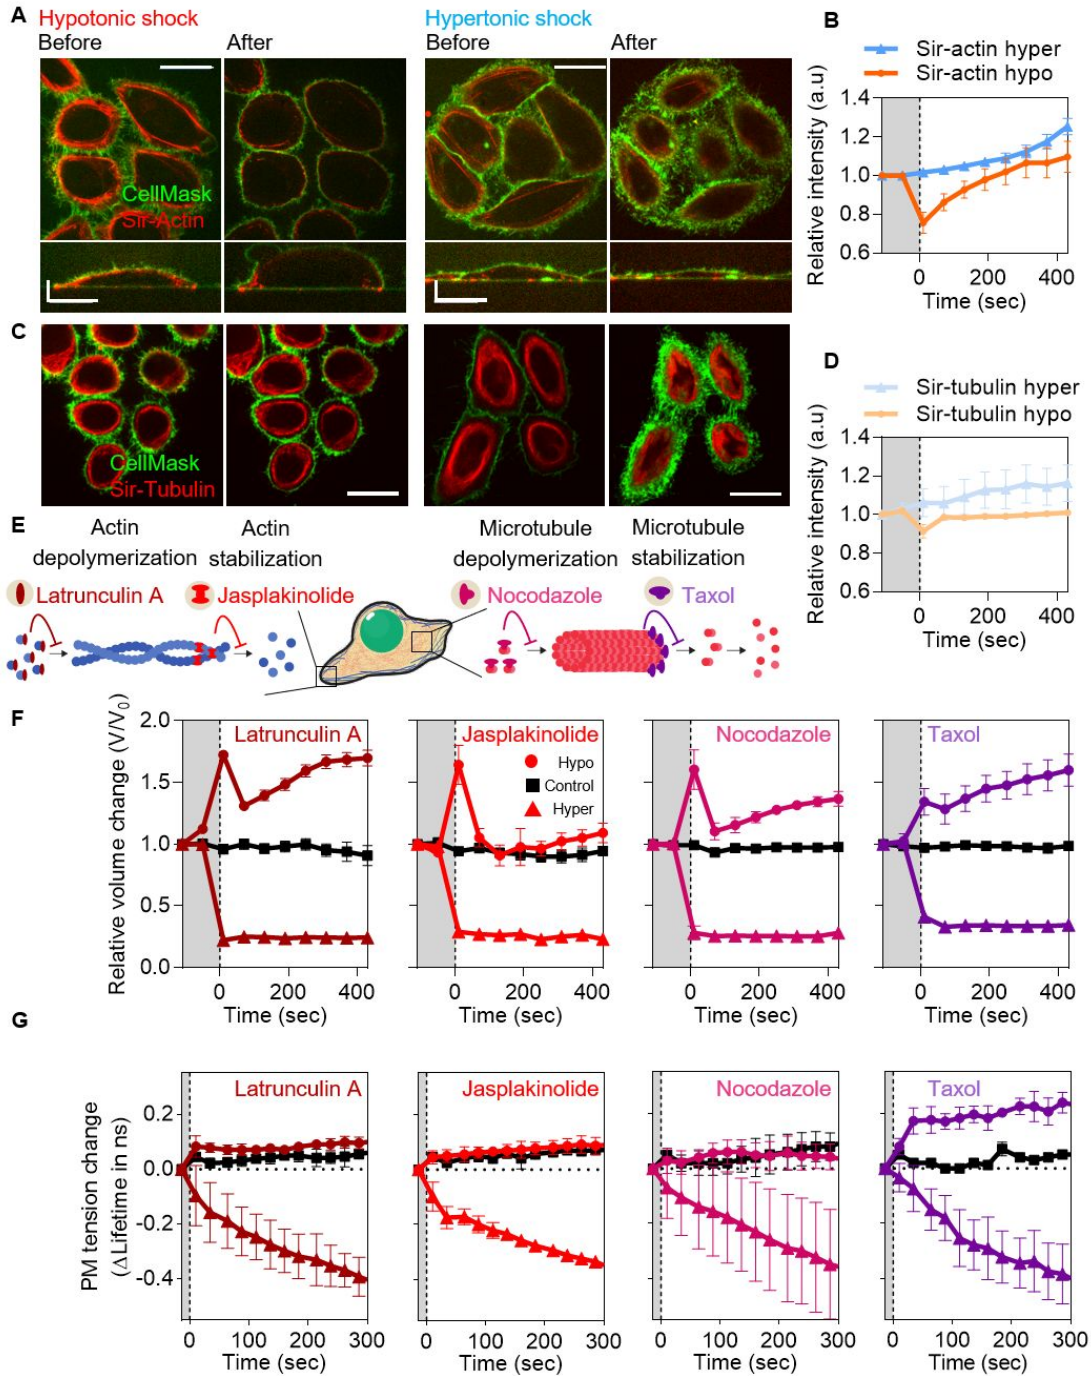 A
Hypotonic shock
Before
After
Hypertonic shock
Before
After
CellMask
Sir-Actin
B
Sir-actin hyper
Sir-actin hypo
Relative intensity (a.u)
1.4
1.2
1.0
0.8
0.6
0
200
400
Time (sec)
C
CellMask
Sir-Tubulin
D
Sir-tubulin hyper
Sir-tubulin hypo
Relative intensity (a.u)
1.4
1.2
1.0
0.8
0.6
0
200
400
Time (sec)
E
Actin
depolymerization
Actin
stabilization
Microtubule
depolymerization
Microtubule
stabilization
Latrunculin A
Jasplakinolide
Nocodazole
Taxol
F
Relative volume change (V/V0)
2.0
1.5
1.0
0.5
0.0
Latrunculin A
0
200
400
Time (sec)
Jasplakinolide
Hypo
Control
Hyper
0
200
400
Time (sec)
Nocodazole
0
200
400
Time (sec)
Taxol
0
200
400
Time (sec)
G
PM tension change
(ΔLifetime in ns)
0.2
0.0
-0.2
-0.4
Latrunculin A
0
100
200
300
Time (sec)
Jasplakinolide
0
100
200
300
Time (sec)
Nocodazole
0
100
200
300
Time (sec)
Taxol
0
100
200
300
Time (sec)